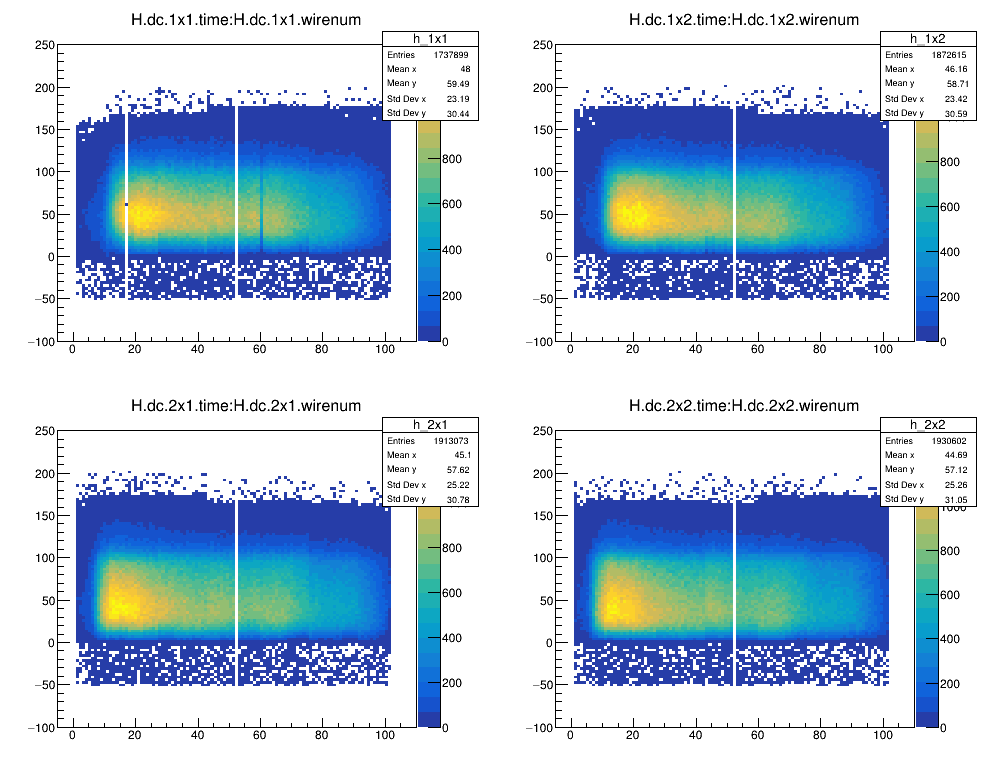 H.dc.1x1.time:H.dc.1x1.wirenum
h_1x1
Entries 1737899
Mean x 48
Mean y 59.49
Std Dev x 23.19
Std Dev y 30.44
250
200
150
100
50
0
−50
−100
0 20 40 60 80 100
800
600
400
200
0
H.dc.1x2.time:H.dc.1x2.wirenum
h_1x2
Entries 1872615
Mean x 46.16
Mean y 58.71
Std Dev x 23.42
Std Dev y 30.59
250
200
150
100
50
0
−50
−100
0 20 40 60 80 100
800
600
400
200
0
H.dc.2x1.time:H.dc.2x1.wirenum
h_2x1
Entries 1913073
Mean x 45.1
Mean y 57.62
Std Dev x 25.22
Std Dev y 30.78
250
200
150
100
50
0
−50
−100
0 20 40 60 80 100
800
600
400
200
0
H.dc.2x2.time:H.dc.2x2.wirenum
h_2x2
Entries 1930602
Mean x 44.69
Mean y 57.12
Std Dev x 25.26
Std Dev y 31.05
250
200
150
100
50
0
−50
−100
0 20 40 60 80 100
1000
800
600
400
200
0